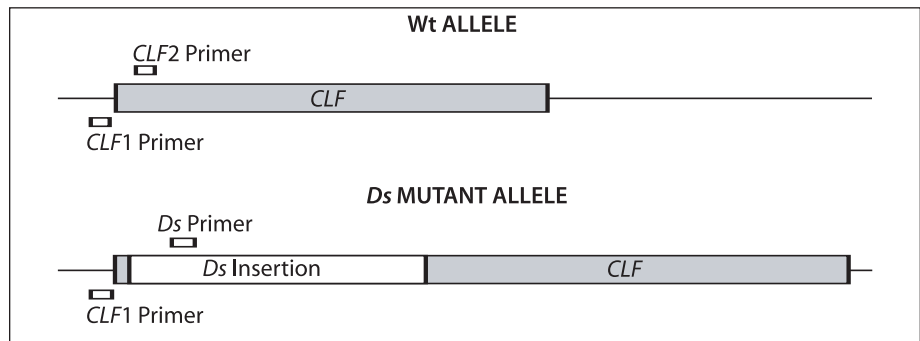 Wt ALLELE
CLF2 Primer
CLF
CLF1 Primer
Ds MUTANT ALLELE
Ds Primer
Ds Insertion
CLF
CLF1 Primer